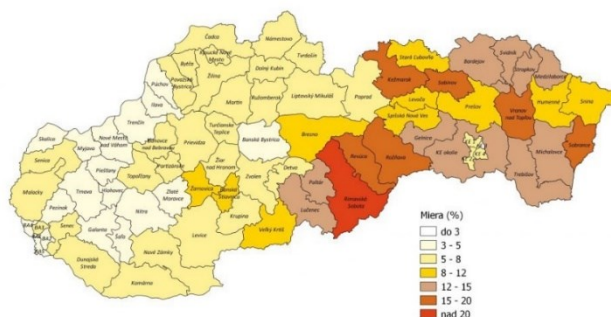 Čadca
Námestovo
Kysucké Nové Mesto
Tvrdošín
Bytča
Považská Bystrica
Žilina
Dolný Kubín
Púchov
Ilava
Martin
Ružomberok
Liptovský Mikuláš
Poprad
Stará Ľubovňa
Kežmarok
Sabinov
Bardejov
Svidník
Stropkov
Medzilaborce
Levoča
Prešov
Vranov nad Topľou
Humenné
Snina
Spišská Nová Ves
Gelnica
KE okolie
Michalovce
Sobrance
Trebišov
Skalica
Myjava
Nové Mesto nad Váhom
Trenčín
Bánovce nad Bebravou
Prievidza
Turčianske Teplice
Banská Bystrica
Brezno
Revúca
Rožňava
Rimavská Sobota
Senica
Piešťany
Topoľčany
Partizánske
Žiar nad Hronom
Žarnovica
Banská Štiavnica
Zvolen
Detva
Poltár
Lučenec
Malacky
Trnava
Hlohovec
Zlaté Moravce
Pezinok
Nitra
Krupina
Veľký Krtíš
Senec
Galanta
Šaľa
Levice
Nové Zámky
Dunajská Streda
Komárno
Miera (%)
do 3
3 - 5
5 - 8
8 - 12
12 - 15
15 - 20
nad 20